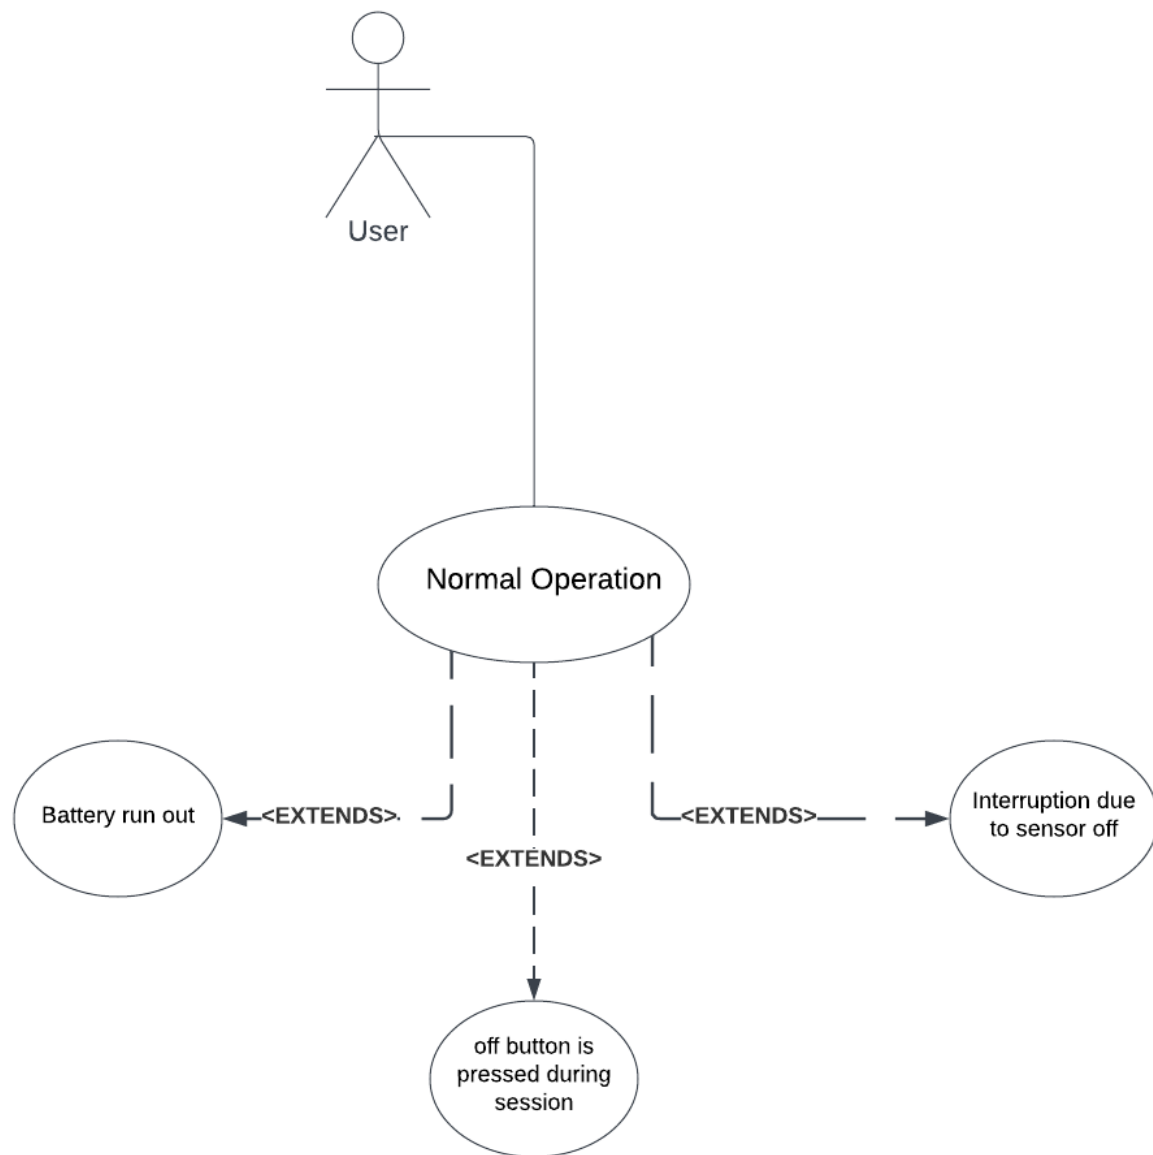 User
Normal Operation
Battery run out
<EXTENDS>
<EXTENDS>
Interruption due
to sensor off
<EXTENDS>
off button is
pressed during
session